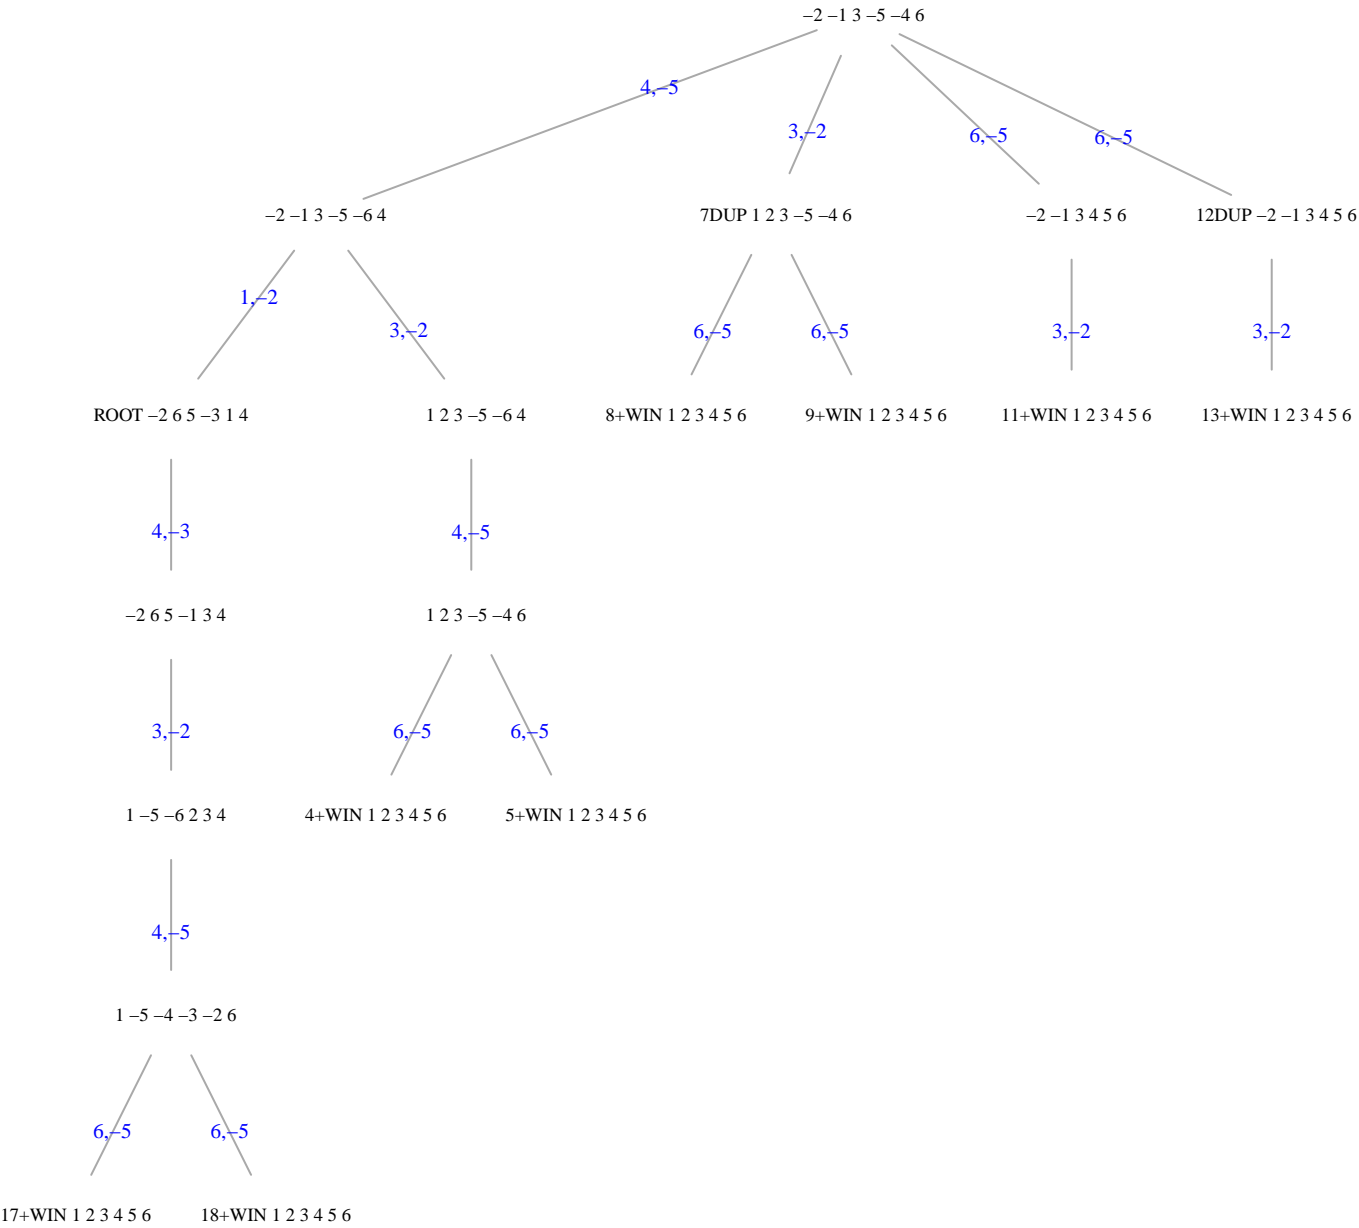 −2 −1 3 −5 −4 6
4,−5
3,−2
6,−5
6,−5
−2 −1 3 −5 −6 4
7DUP 1 2 3 −5 −4 6
−2 −1 3 4 5 6
12DUP −2 −1 3 4 5 6
1,−2
3,−2
6,−5
6,−5
3,−2
3,−2
ROOT −2 6 5 −3 1 4
1 2 3 −5 −6 4
8+WIN 1 2 3 4 5 6
9+WIN 1 2 3 4 5 6
11+WIN 1 2 3 4 5 6
13+WIN 1 2 3 4 5 6
4,−3
4,−5
−2 6 5 −1 3 4
1 2 3 −5 −4 6
3,−2
6,−5
6,−5
1 −5 −6 2 3 4
4+WIN 1 2 3 4 5 6
5+WIN 1 2 3 4 5 6
4,−5
1 −5 −4 −3 −2 6
6,−5
6,−5
17+WIN 1 2 3 4 5 6
18+WIN 1 2 3 4 5 6